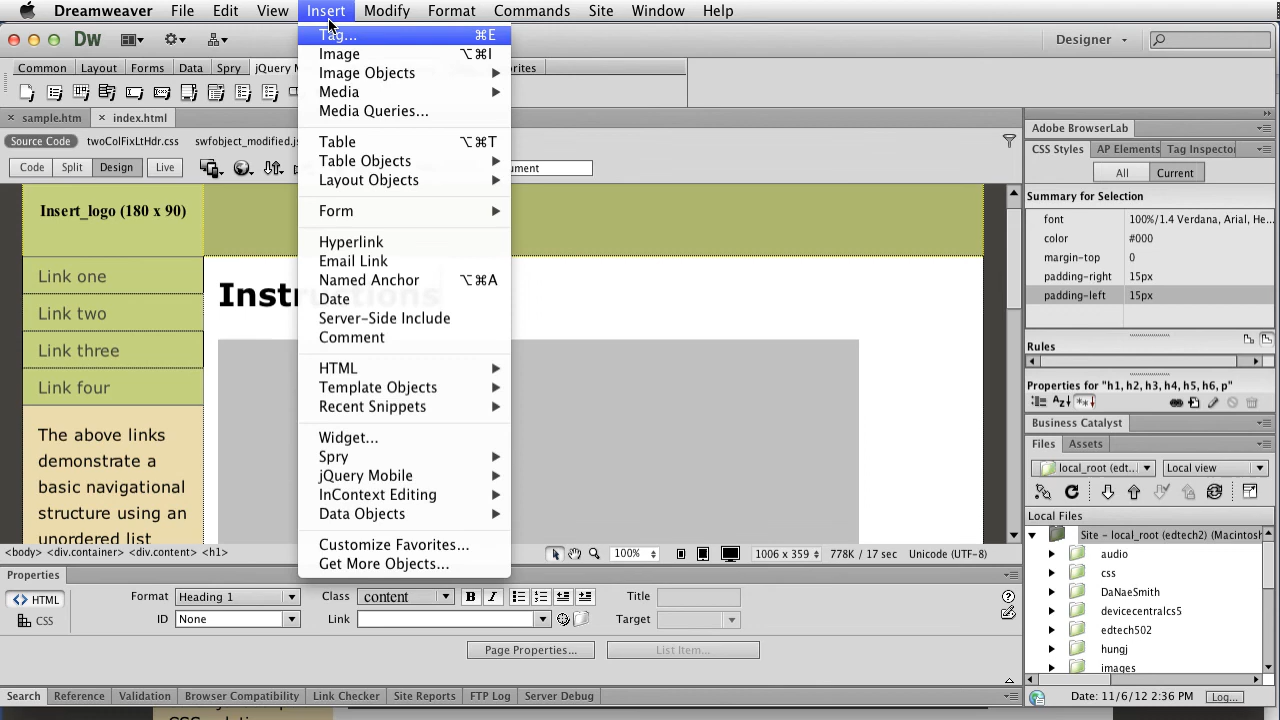 Dreamweaver File Edit View Insert Modify Format Commands Site Window Help
Dw Designer
Common Layout Forms Data Spry jQuery M
sample.htm index.html
Source Code twoColFixLtHdr.css swfobject_modified.js
Code Split Design Live
Insert_logo (180 x 90)
Link one
Link two
Link three
Link four
The above links
demonstrate a
basic navigational
structure using an
unordered list
Instructions
Tag... ⌘E
Image ⌥⌘I
Image Objects
Media
Media Queries...
Table ⌥⌘T
Table Objects
Layout Objects
Form
Hyperlink
Email Link
Named Anchor ⌥⌘A
Date
Server-Side Include
Comment
HTML
Template Objects
Recent Snippets
Widget...
Spry
jQuery Mobile
InContext Editing
Data Objects
Customize Favorites...
Get More Objects...
Adobe BrowserLab
CSS Styles AP Elements Tag Inspector
All Current
Summary for Selection
font 100%/1.4 Verdana, Arial, He...
color #000
margin-top 0
padding-right 15px
padding-left 15px
Rules
Properties for "h1, h2, h3, h4, h5, h6, p"
Business Catalyst
Files Assets
local_root (edt... Local view
Local Files
Site - local_root (edtech2) (Macintosh
audio
css
DaNaeSmith
devicecentralcs5
edtech502
hungj
images
Date: 11/6/12 2:36 PM Log...
<body> <div.container> <div.content> <h1> 100% 1006 x 359 778K / 17 sec Unicode (UTF-8)
Properties
HTML Format Heading 1 Class content B I Title
CSS ID None Link Target
Page Properties... List Item...
Search Reference Validation Browser Compatibility Link Checker Site Reports FTP Log Server Debug